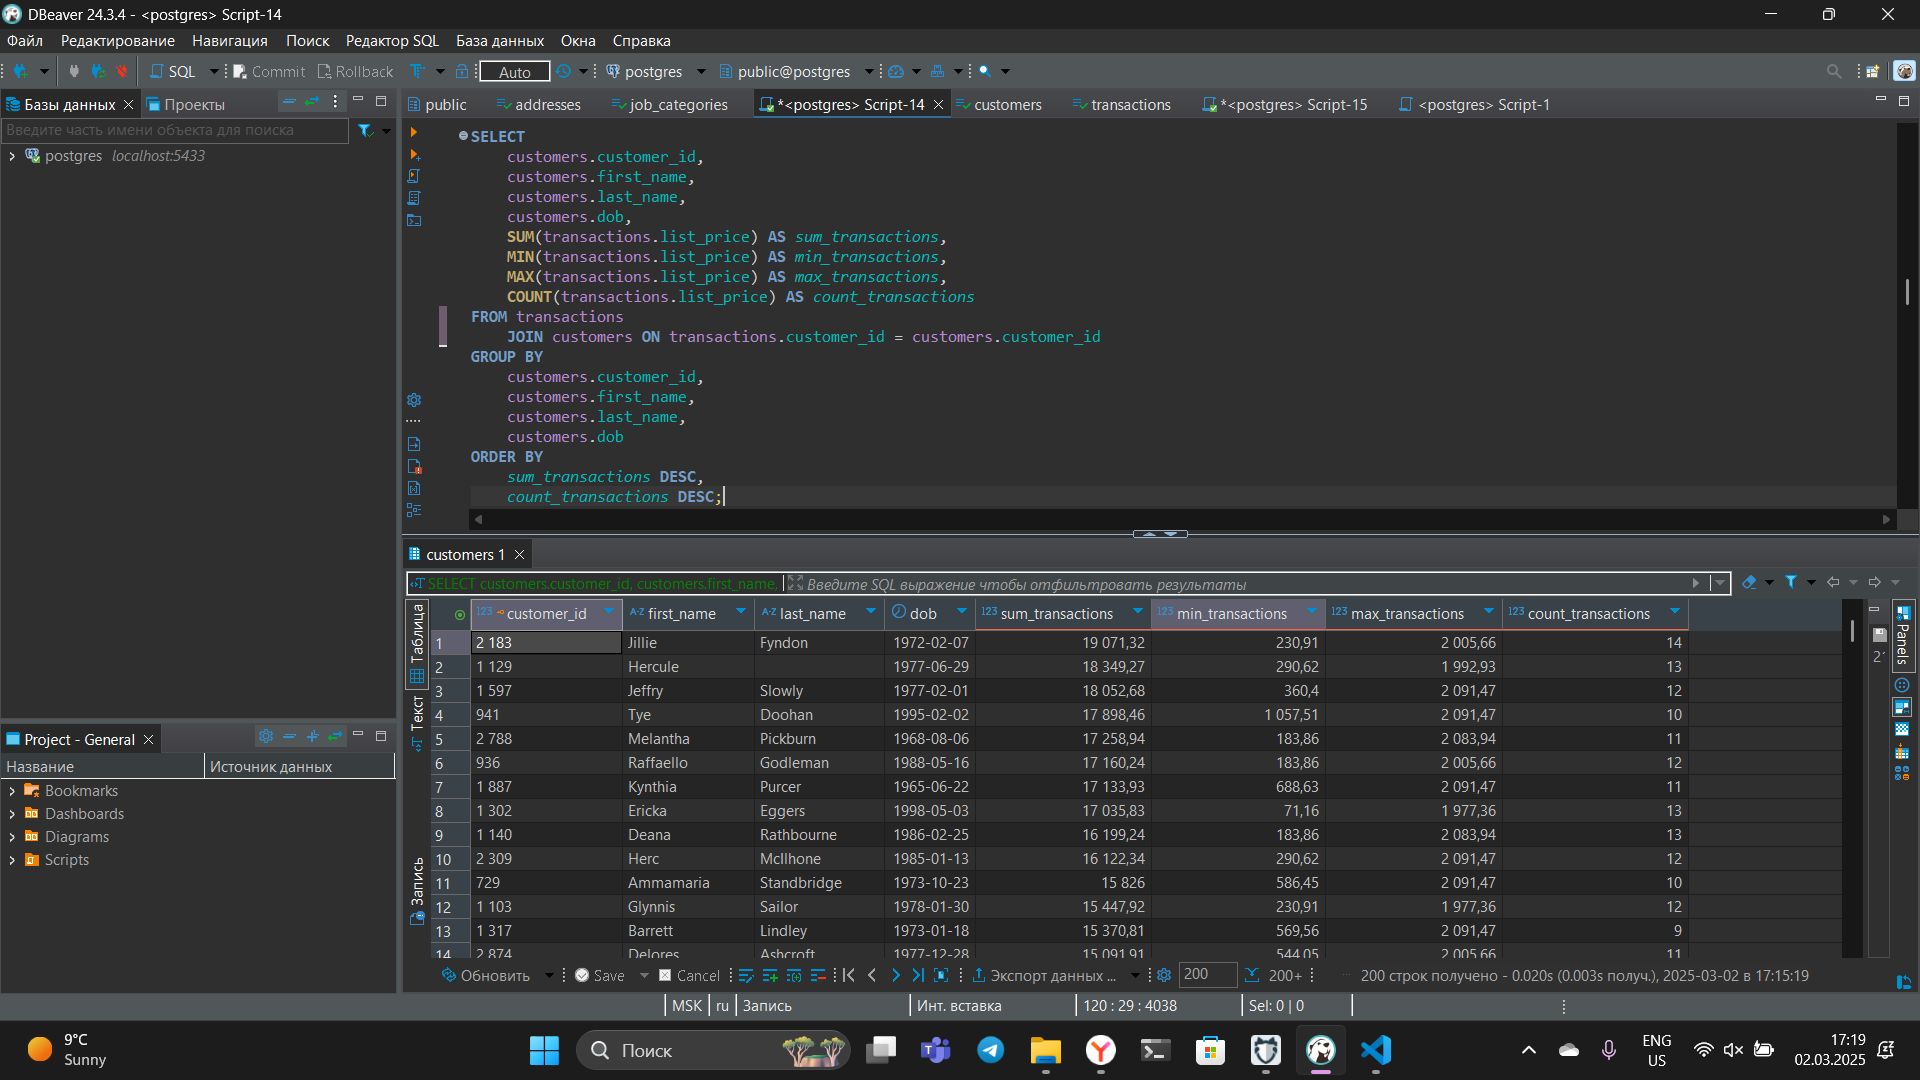 DBeaver 24.3.4 - <postgres> Script-14
Файл Редактирование Навигация Поиск Редактор SQL База данных Окна Справка
SQL Commit Rollback Auto postgres public@postgres
Базы данных Проекты
public addresses job_categories *<postgres> Script-14 customers transactions *<postgres> Script-15 <postgres> Script-1
Введите часть имени объекта для поиска
postgres localhost:5433
SELECT
customers.customer_id,
customers.first_name,
customers.last_name,
customers.dob,
SUM(transactions.list_price) AS sum_transactions,
MIN(transactions.list_price) AS min_transactions,
MAX(transactions.list_price) AS max_transactions,
COUNT(transactions.list_price) AS count_transactions
FROM transactions
JOIN customers ON transactions.customer_id = customers.customer_id
GROUP BY
customers.customer_id,
customers.first_name,
customers.last_name,
customers.dob
ORDER BY
sum_transactions DESC,
count_transactions DESC;
customers 1
SELECT customers.customer_id, customers.first_name, Введите SQL выражение чтобы отфильтровать результаты
Таблица
Текст
Запись
Panels
123 customer_id A-Z first_name A-Z last_name dob 123 sum_transactions 123 min_transactions 123 max_transactions 123 count_transactions
1 2 183 Jillie Fyndon 1972-02-07 19 071,32 230,91 2 005,66 14
2 1 129 Hercule 1977-06-29 18 349,27 290,62 1 992,93 13
3 1 597 Jeffry Slowly 1977-02-01 18 052,68 360,4 2 091,47 12
4 941 Tye Doohan 1995-02-02 17 898,46 1 057,51 2 091,47 10
5 2 788 Melantha Pickburn 1968-08-06 17 258,94 183,86 2 083,94 11
6 936 Raffaello Godleman 1988-05-16 17 160,24 183,86 2 005,66 12
7 1 887 Kynthia Purcer 1965-06-22 17 133,93 688,63 2 091,47 11
8 1 302 Ericka Eggers 1998-05-03 17 035,83 71,16 1 977,36 13
9 1 140 Deana Rathbourne 1986-02-25 16 199,24 183,86 2 083,94 13
10 2 309 Herc McIlhone 1985-01-13 16 122,34 290,62 2 091,47 12
11 729 Ammamaria Standbridge 1973-10-23 15 826 586,45 2 091,47 10
12 1 103 Glynnis Sailor 1978-01-30 15 447,92 230,91 1 977,36 12
13 1 317 Barrett Lindley 1973-01-18 15 370,81 569,56 2 091,47 9
14 2 874 Delores Ashcroft 1977-12-28 15 091,91 544,05 2 005,66 11
Project - General
Название Источник данных
Bookmarks
Dashboards
Diagrams
Scripts
Обновить Save Cancel Экспорт данных ... 200 200+ 200 строк получено - 0.020s (0.003s получ.), 2025-03-02 в 17:15:19
MSK ru Запись Инт. вставка 120 : 29 : 4038 Sel: 0 | 0
9°C
Sunny
Поиск
ENG
US
17:19
02.03.2025